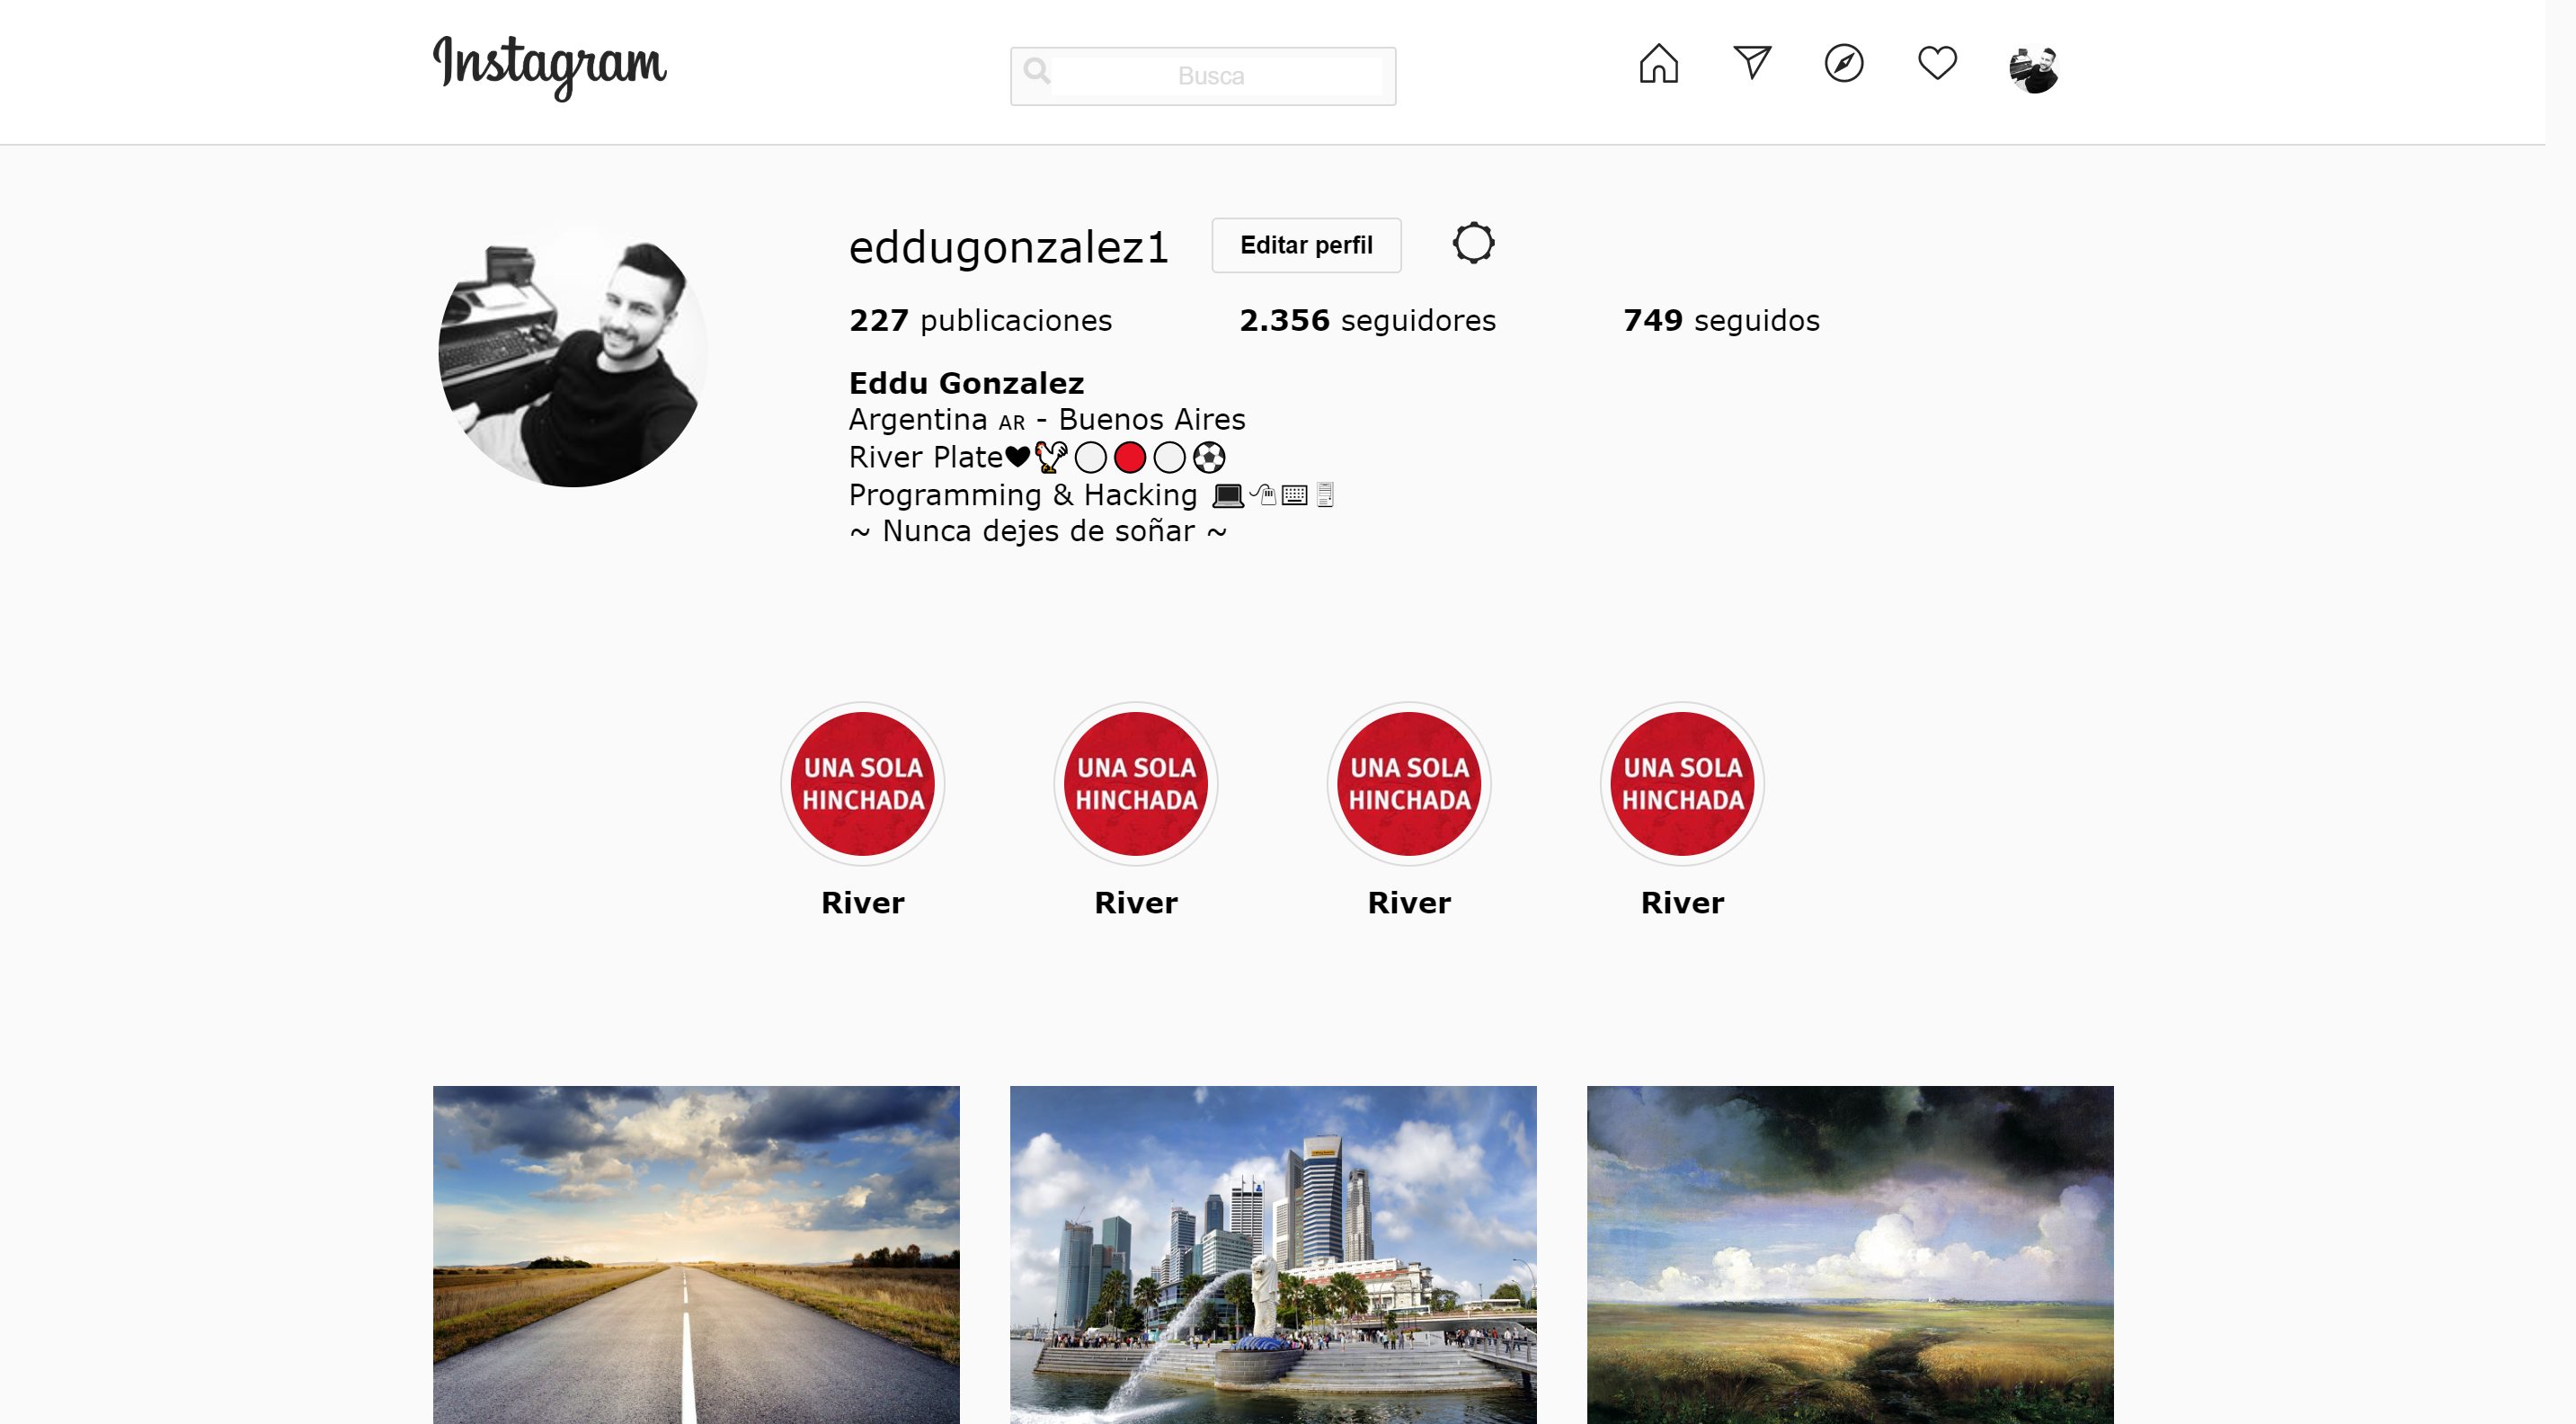 Instagram
Busca
eddugonzalez1
Editar perfil
227 publicaciones
2.356 seguidores
749 seguidos
Eddu Gonzalez
Argentina AR - Buenos Aires
River Plate
Programming & Hacking
~ Nunca dejes de soñar ~
UNA SOLA
HINCHADA
UNA SOLA
HINCHADA
UNA SOLA
HINCHADA
UNA SOLA
HINCHADA
River
River
River
River